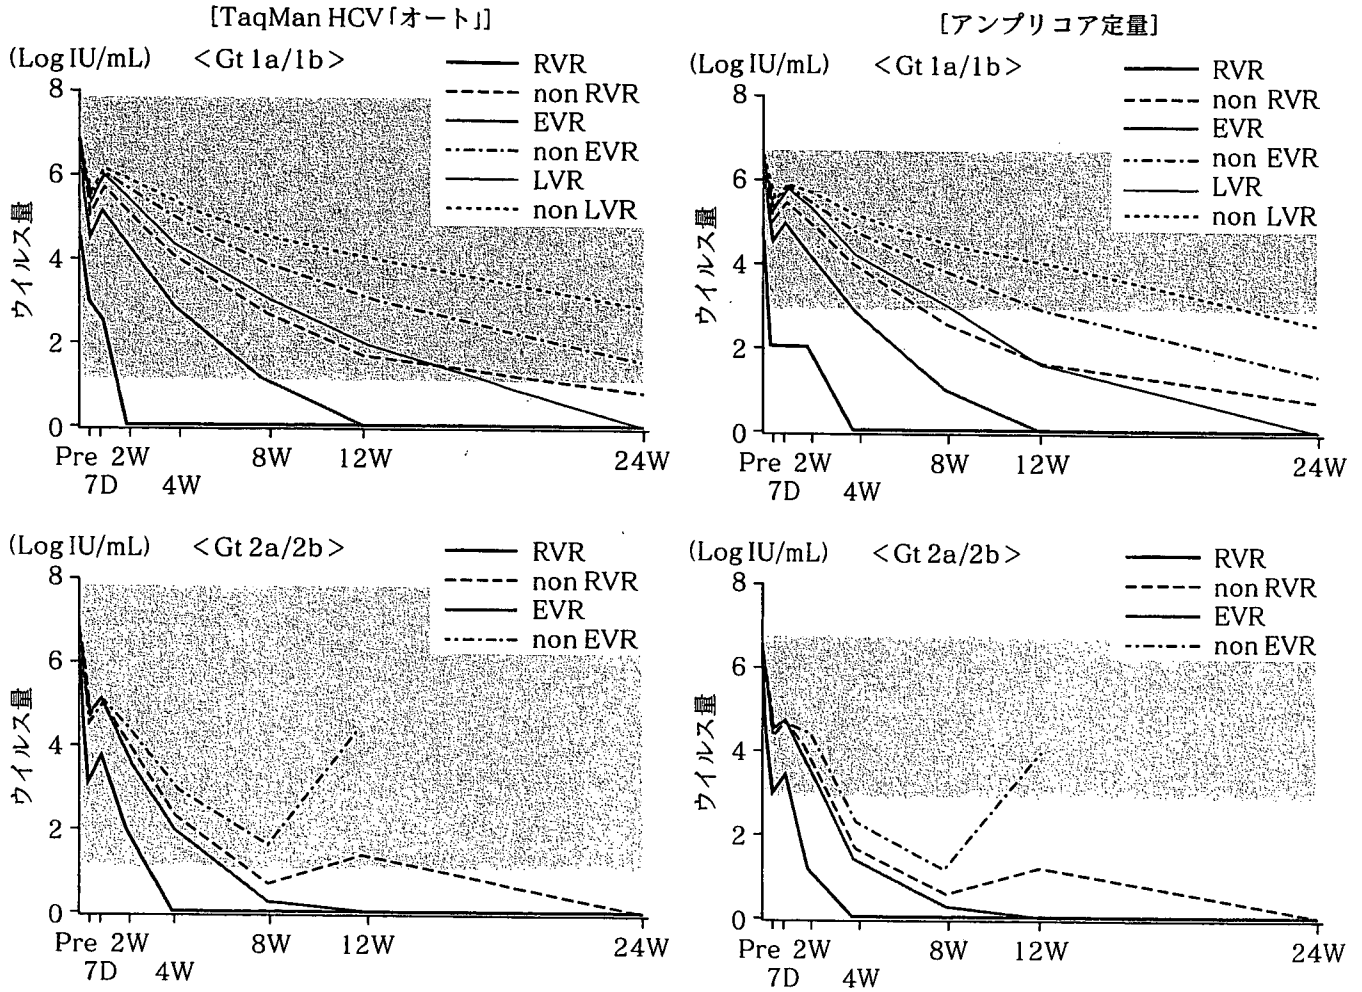 [TaqMan HCV「オート」]
(Log IU/mL) <Gt 1a/1b>
RVR
non RVR
EVR
non EVR
LVR
non LVR
8
6
4
2
0
ウイルス量
Pre 2W 8W 12W 24W
7D 4W
[アンプリコア定量]
(Log IU/mL) <Gt 1a/1b>
RVR
non RVR
EVR
non EVR
LVR
non LVR
8
6
4
2
0
ウイルス量
Pre 2W 8W 12W 24W
7D 4W
(Log IU/mL) <Gt 2a/2b>
RVR
non RVR
EVR
non EVR
8
6
4
2
0
ウイルス量
Pre 2W 8W 12W 24W
7D 4W
(Log IU/mL) <Gt 2a/2b>
RVR
non RVR
EVR
non EVR
8
6
4
2
0
ウイルス量
Pre 2W 8W 12W 24W
7D 4W